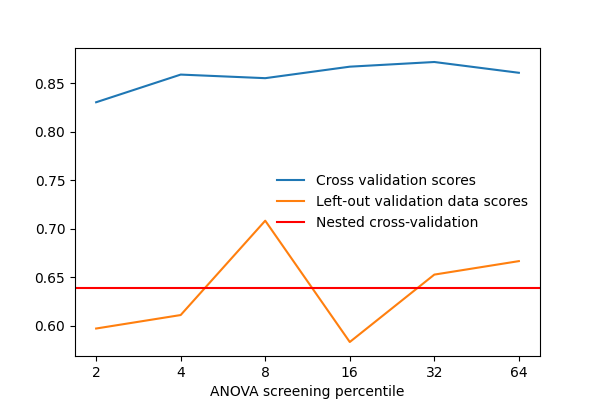 0.85
0.80
0.75
0.70
0.65
0.60
Cross validation scores
Left-out validation data scores
Nested cross-validation
2 4 8 16 32 64
ANOVA screening percentile